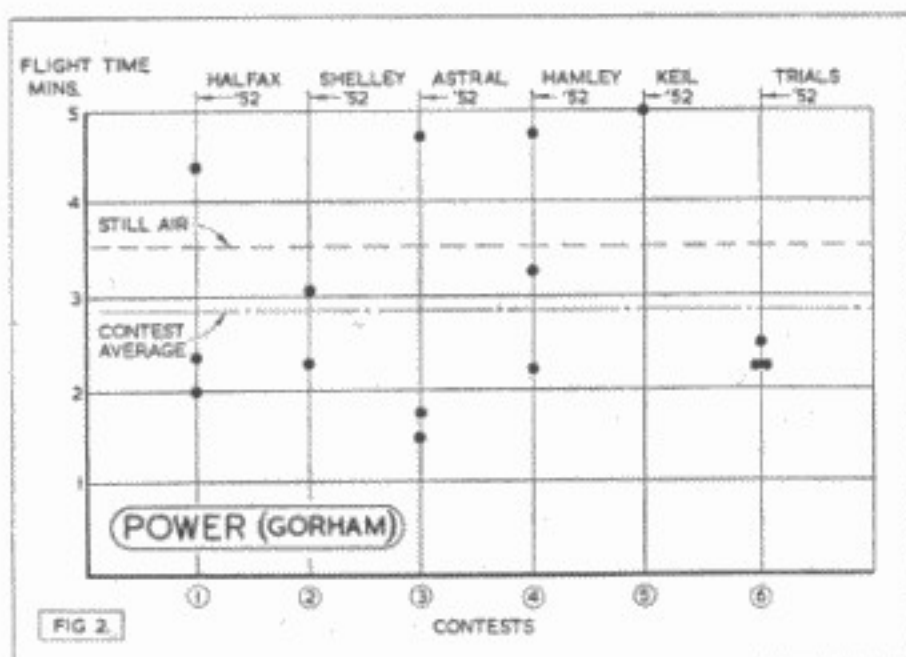 FLIGHT TIME
MINS.
HALFAX
'52
SHELLEY
'52
ASTRAL
'52
HAMLEY
'52
KEIL
'52
TRIALS
'52
5
4
STILL AIR
3
CONTEST
AVERAGE
2
1
POWER (GORHAM)
1 2 3 4 5 6
FIG 2.
CONTESTS